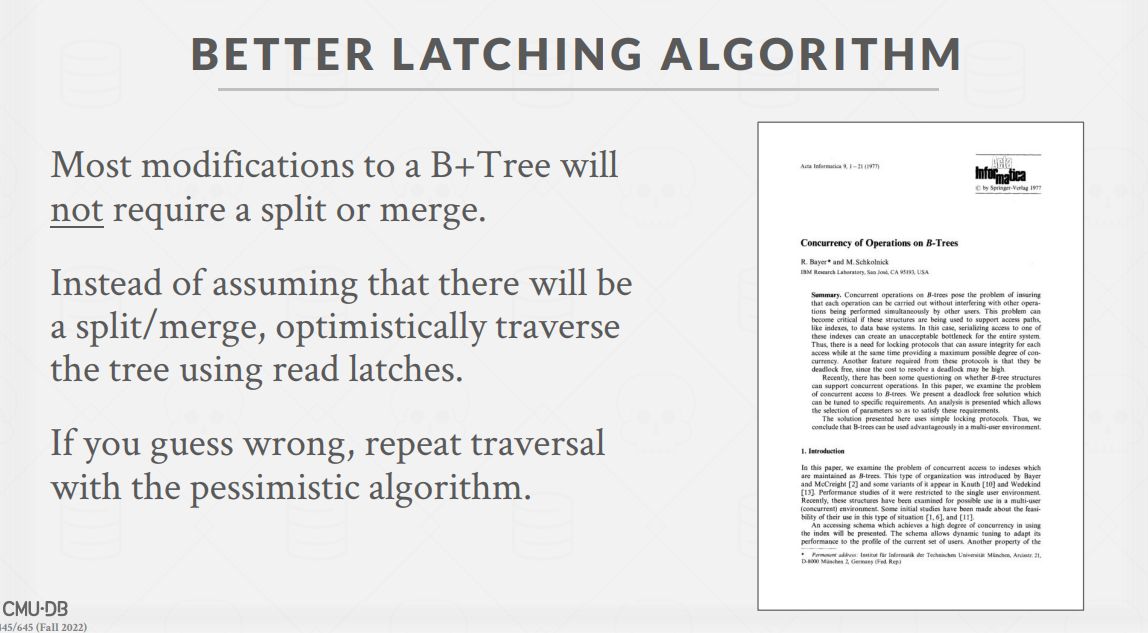 BETTER LATCHING ALGORITHM
Most modifications to a B+Tree will
not require a split or merge.
Instead of assuming that there will be
a split/merge, optimistically traverse
the tree using read latches.
If you guess wrong, repeat traversal
with the pessimistic algorithm.
CMU·DB
445/645 (Fall 2022)
Acta Informatica 9, 1–21 (1977)
Acta
Informatica
© by Springer-Verlag 1977
Concurrency of Operations on B-Trees
R. Bayer* and M. Schkolnick
IBM Research Laboratory, San José, CA 95193, USA
Summary. Concurrent operations on B-trees pose the problem of insuring
that each operation can be carried out without interfering with other opera-
tions being performed simultaneously by other users. This problem can
become critical if these structures are being used to support access paths,
like indexes, to data base systems. In this case, serializing access to one of
these indexes can create an unacceptable bottleneck for the entire system.
Thus, there is a need for locking protocols that can assure integrity for each
access while at the same time providing a maximum possible degree of con-
currency. Another feature required from these protocols is that they be
deadlock free, since the cost to resolve a deadlock may be high.
Recently, there has been some questioning on whether B-tree structures
can support concurrent operations. In this paper, we examine the problem
of concurrent access to B-trees. We present a deadlock free solution which
can be tuned to specific requirements. An analysis is presented which allows
the selection of parameters so as to satisfy these requirements.
The solution presented here uses simple locking protocols. Thus, we
conclude that B-trees can be used advantageously in a multi-user environment.
1. Introduction
In this paper, we examine the problem of concurrent access to indexes which
are maintained as B-trees. This type of organization was introduced by Bayer
and McCreight [2] and some variants of it appear in Knuth [10] and Wedekind
[13]. Performance studies of it were restricted to the single user environment.
Recently, these structures have been examined for possible use in a multi-user
(concurrent) environment. Some initial studies have been made about the feasi-
bility of their use in this type of situation [1, 6], and [11].
An accessing schema which achieves a high degree of concurrency in using
the index will be presented. The schema allows dynamic tuning to adapt its
performance to the profile of the current set of users. Another property of the
* Permanent address: Institut für Informatik der Technischen Universität München, Arcisstr. 21,
D-8000 München 2, Germany (Fed. Rep.)